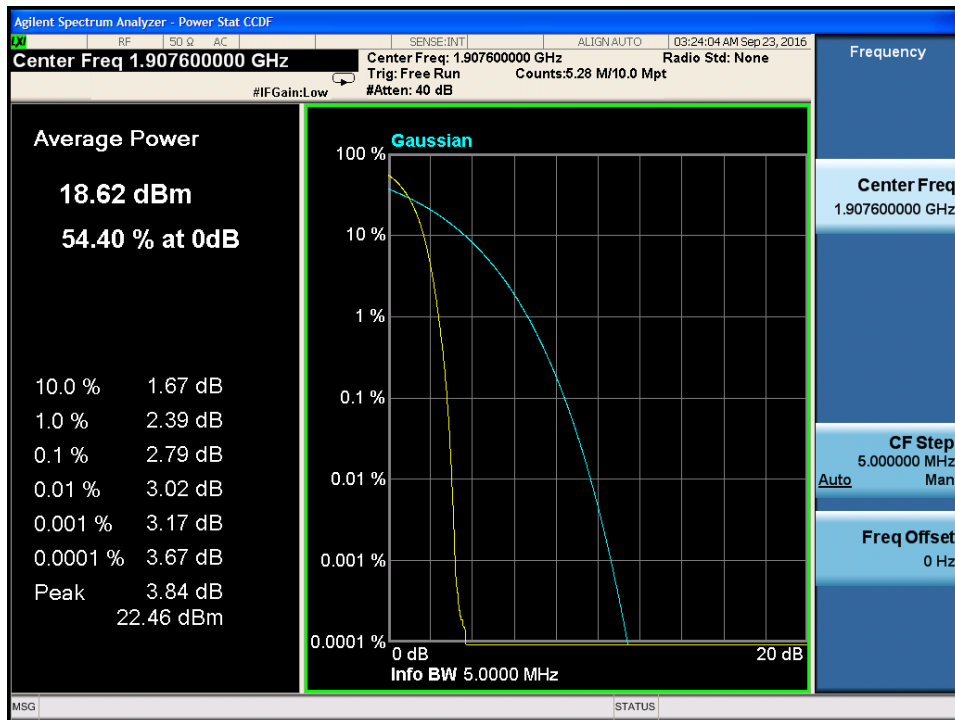 Agilent Spectrum Analyzer - Power Stat CCDF
LXI RF 50 Ω AC SENSE:INT ALIGN AUTO 03:24:04 AM Sep 23, 2016
Center Freq 1.907600000 GHz
#IFGain:Low
Center Freq: 1.907600000 GHz Radio Std: None
Trig: Free Run Counts:5.28 M/10.0 Mpt
#Atten: 40 dB
Average Power
18.62 dBm
54.40 % at 0dB
10.0 % 1.67 dB
1.0 % 2.39 dB
0.1 % 2.79 dB
0.01 % 3.02 dB
0.001 % 3.17 dB
0.0001 % 3.67 dB
Peak 3.84 dB
22.46 dBm
Gaussian
100 %
10 %
1 %
0.1 %
0.01 %
0.001 %
0.0001 %
0 dB 20 dB
Info BW 5.0000 MHz
Frequency
Center Freq
1.907600000 GHz
CF Step
5.000000 MHz
Auto Man
Freq Offset
0 Hz
MSG STATUS